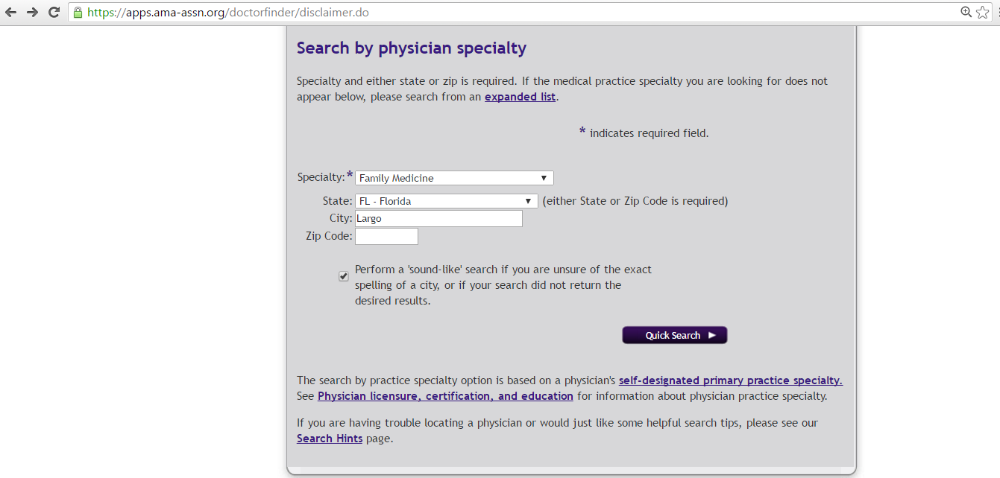 https://apps.ama-assn.org/doctorfinder/disclaimer.do
Search by physician specialty
Specialty and either state or zip is required. If the medical practice specialty you are looking for does not
appear below, please search from an expanded list.
* indicates required field.
Specialty:* Family Medicine
State: FL - Florida (either State or Zip Code is required)
City: Largo
Zip Code:
Perform a 'sound-like' search if you are unsure of the exact
spelling of a city, or if your search did not return the
desired results.
Quick Search
The search by practice specialty option is based on a physician's self-designated primary practice specialty.
See Physician licensure, certification, and education for information about physician practice specialty.
If you are having trouble locating a physician or would just like some helpful search tips, please see our
Search Hints page.